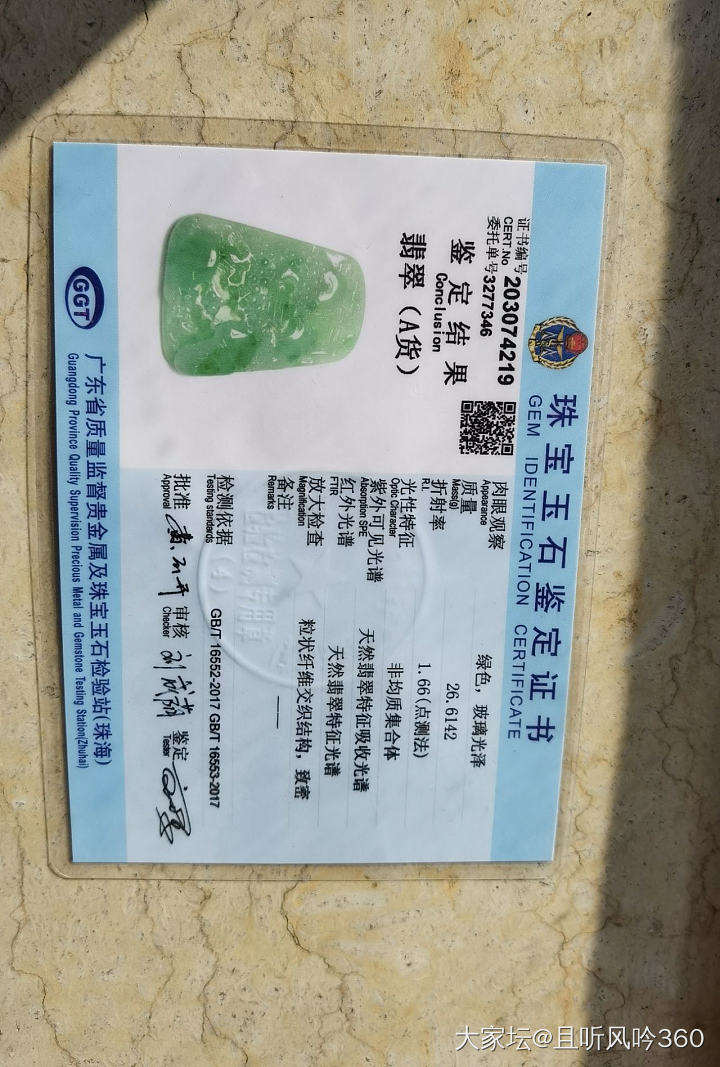 珠宝玉石鉴定证书
GEM IDENTIFICATION CERTIFICATE
证书编号
CERT.No 203074219
委托单号3277346
鉴定结果
Conclusion
翡翠（A货）
肉眼观察 绿色，玻璃光泽
Appearance
质量 26.6142
Mass(g)
折射率 1.66(点测法)
R.I.
光性特征 非均质集合体
Optic Character
紫外可见光谱 天然翡翠特征吸收光谱
Absorption SPE
红外光谱 天然翡翠特征光谱
FTIR
放大检查 粒状纤维交织结构，致密
Magnification
备注 ——
Remarks
检测依据 GB/T 16552-2017 GB/T 16553-2017
Testing standards
批准 审核 鉴定
Approval Checker Tester
GGT
广东省质量监督贵金属及珠宝玉石检验站(珠海)
Guangdong Province Quality Supervision Precious Metal and Gemstone Testing Station(Zhuhai)
大家坛@且听风吟360